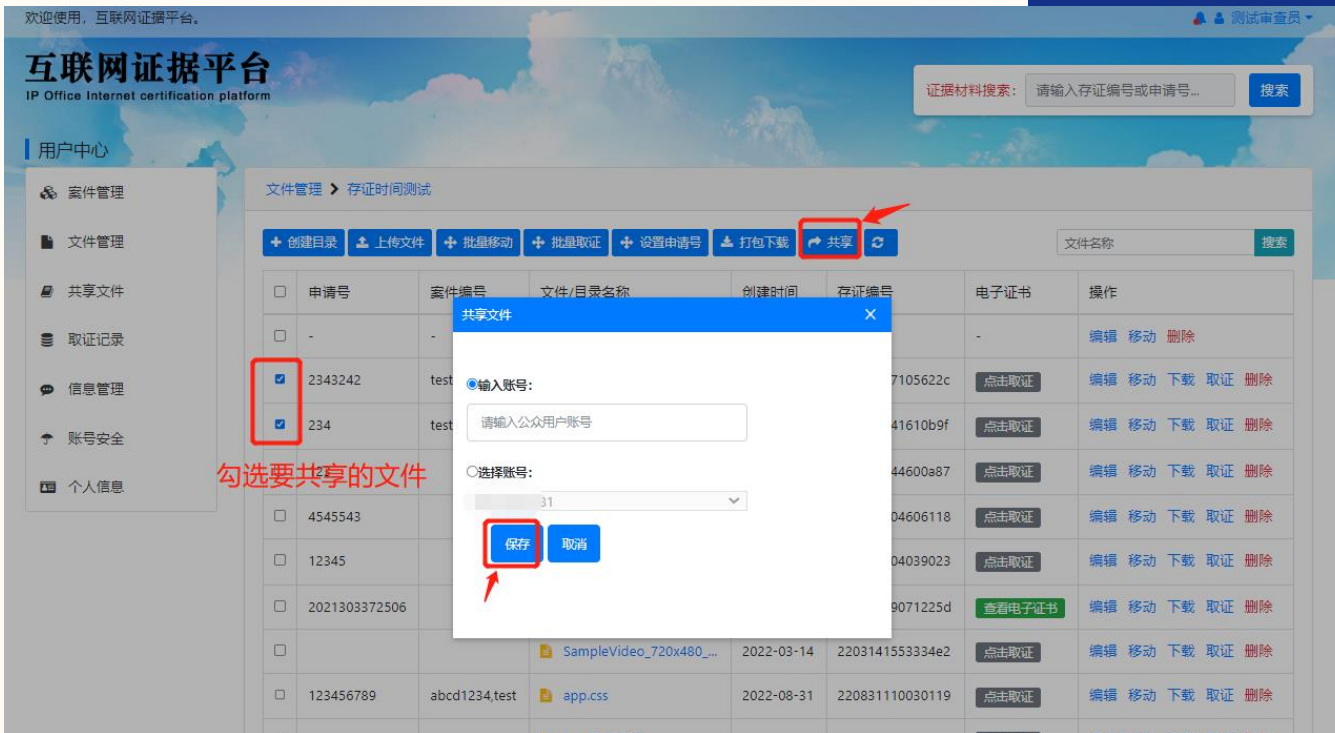 欢迎使用，互联网证据平台。
测试审查员
互联网证据平台
IP Office Internet certification platform
证据材料搜索：
请输入存证编号或申请号...
搜索
用户中心
案件管理
文件管理
共享文件
取证记录
信息管理
账号安全
个人信息
文件管理 存证时间测试
创建目录 上传文件 批量移动 批量取证 设置申请号 打包下载 共享
文件名称 搜索
申请号 案件编号 文件/目录名称 创建时间 存证编号 电子证书 操作
- - - 编辑 移动 删除
2343242 test 7105622c 点击取证 编辑 移动 下载 取证 删除
234 test 41610b9f 点击取证 编辑 移动 下载 取证 删除
44600a87 点击取证 编辑 移动 下载 取证 删除
4545543 04606118 点击取证 编辑 移动 下载 取证 删除
12345 04039023 点击取证 编辑 移动 下载 取证 删除
2021303372506 9071225d 查看电子证书 编辑 移动 下载 取证 删除
SampleVideo_720x480_... 2022-03-14 2203141553334e2 点击取证 编辑 移动 下载 取证 删除
123456789 abcd1234,test app.css 2022-08-31 220831110030119 点击取证 编辑 移动 下载 取证 删除
勾选要共享的文件
共享文件
输入账号：
请输入公众用户账号
选择账号：
31
保存 取消